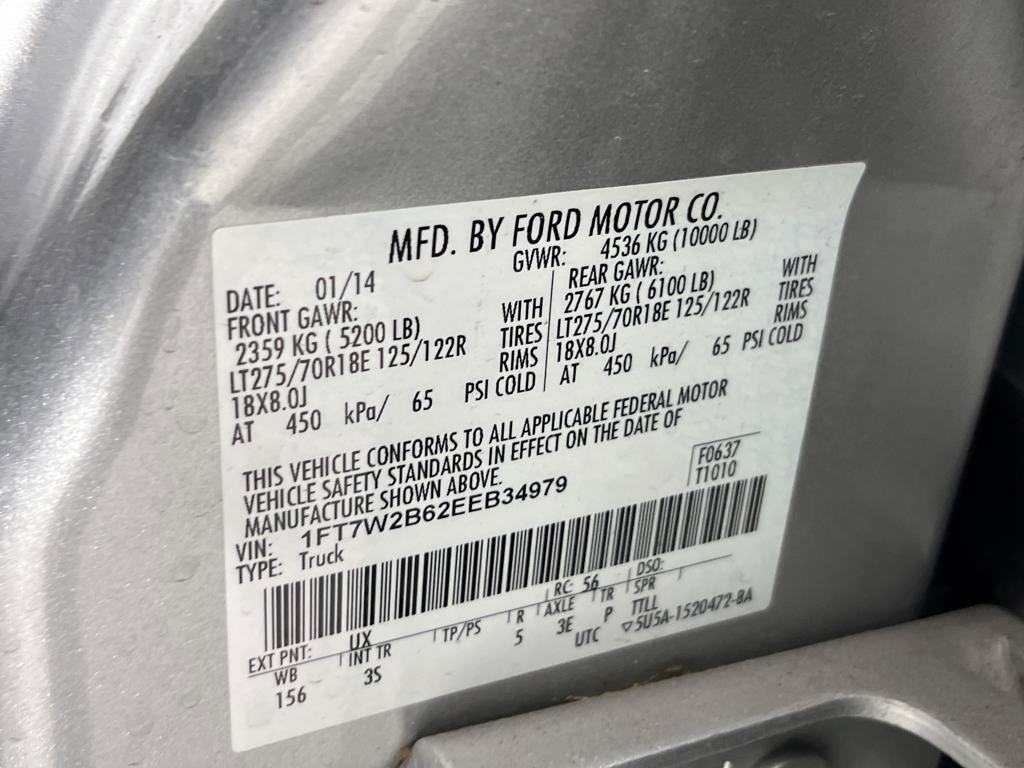 MFD. BY FORD MOTOR CO.
DATE: 01/14
GVWR: 4536 KG (10000 LB)
FRONT GAWR:
2359 KG ( 5200 LB) WITH
LT275/70R18E 125/122R TIRES
18X8.0J RIMS
AT 450 kPa/ 65 PSI COLD
REAR GAWR:
2767 KG ( 6100 LB) WITH
LT275/70R18E 125/122R TIRES
18X8.0J RIMS
AT 450 kPa/ 65 PSI COLD
THIS VEHICLE CONFORMS TO ALL APPLICABLE FEDERAL MOTOR
VEHICLE SAFETY STANDARDS IN EFFECT ON THE DATE OF
MANUFACTURE SHOWN ABOVE.
VIN: 1FT7W2B62EEB34979
TYPE: Truck
F0637
T1010
EXT PNT: UX RC: 56 DSO:
WB INT TR TP/PS R AXLE TR SPR
156 3S 5 3E P TTLL
UTC ▽5U5A-1520472-BA